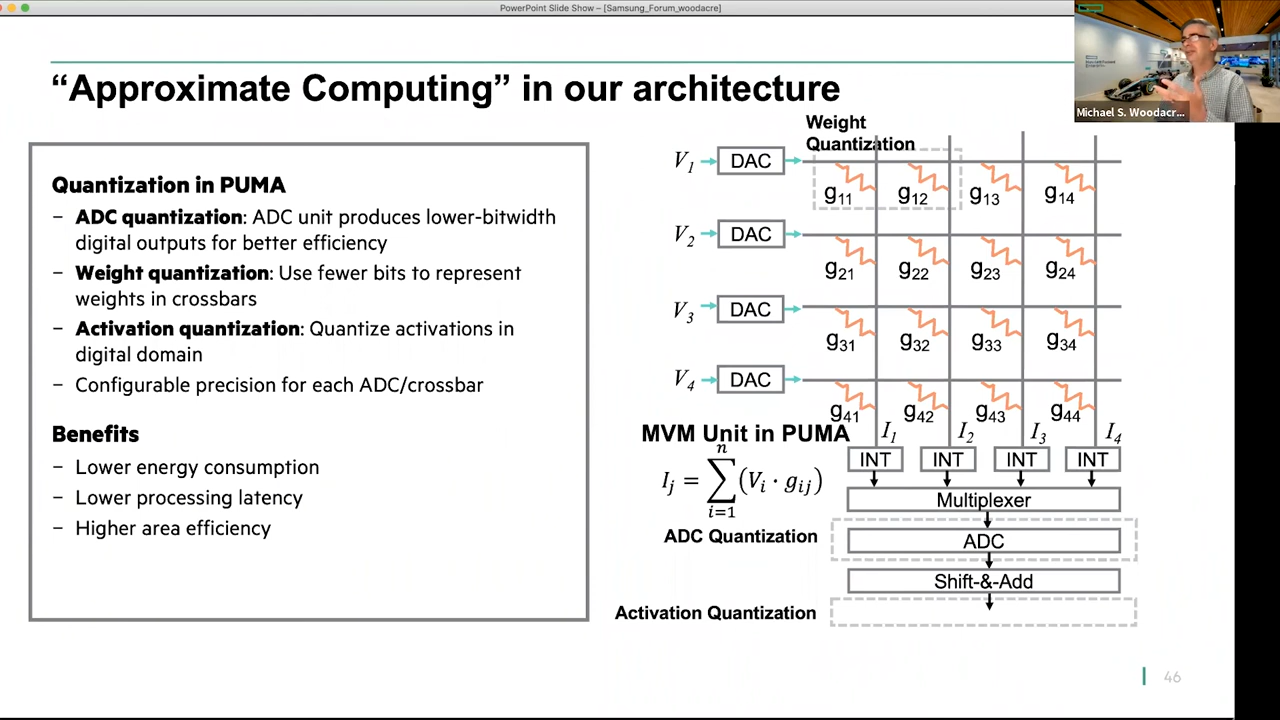 PowerPoint Slide Show – [Samsung_Forum_woodacre]
“Approximate Computing” in our architecture
Michael S. Woodacr...
Quantization in PUMA
– ADC quantization: ADC unit produces lower-bitwidth
digital outputs for better efficiency
– Weight quantization: Use fewer bits to represent
weights in crossbars
– Activation quantization: Quantize activations in
digital domain
– Configurable precision for each ADC/crossbar
Benefits
– Lower energy consumption
– Lower processing latency
– Higher area efficiency
Weight
Quantization
V1 DAC
g11 g12 g13 g14
V2 DAC
g21 g22 g23 g24
V3 DAC
g31 g32 g33 g34
V4 DAC
g41 g42 g43 g44
MVM Unit in PUMA
I1 I2 I3 I4
Ij = ∑i=1n (Vi · gij)
INT INT INT INT
Multiplexer
ADC Quantization
ADC
Shift-&-Add
Activation Quantization
46